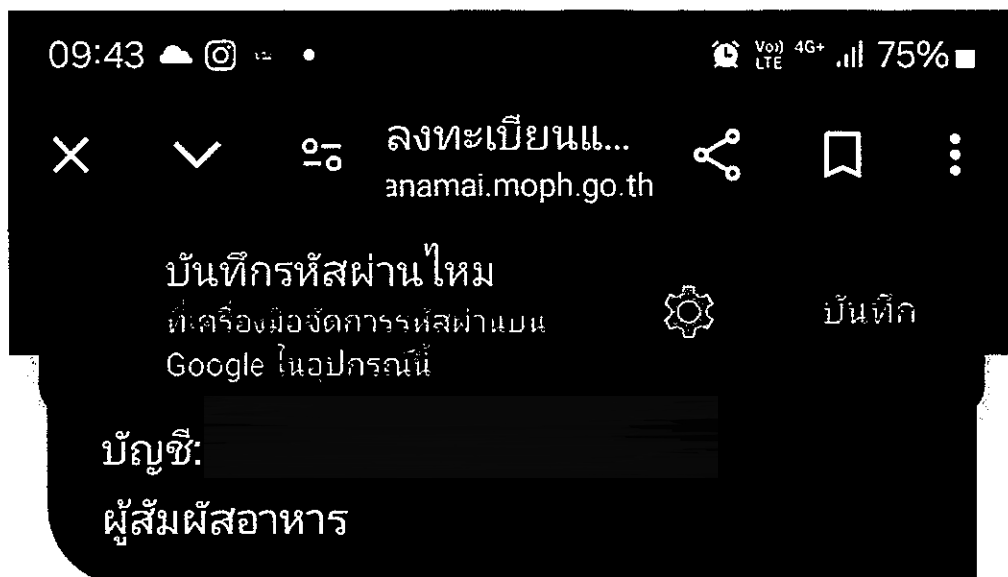 09:43
Vo)) LTE 4G+ 75%
ลงทะเบียนแ...
anamai.moph.go.th
บันทึกรหัสผ่านไหม
ที่เครื่องมือจัดการรหัสผ่านบน
Google ในอุปกรณ์นี้
บันทึก
บัญชี:
ผู้สัมผัสอาหาร